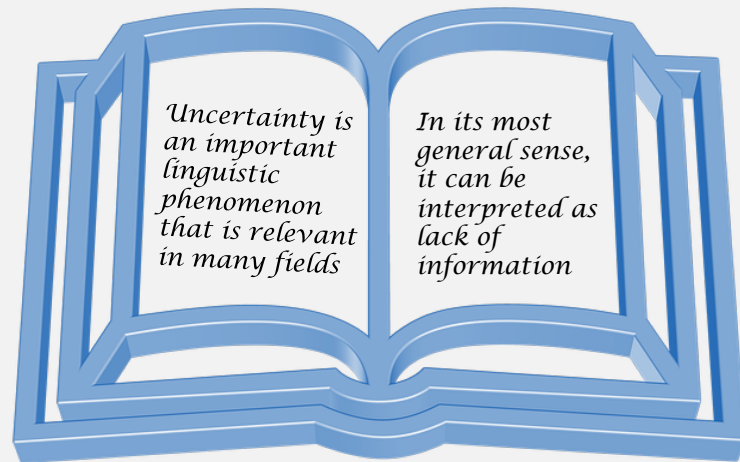 Uncertainty is
an important
linguistic
phenomenon
that is relevant
in many fields
In its most
general sense,
it can be
interpreted as
lack of
information